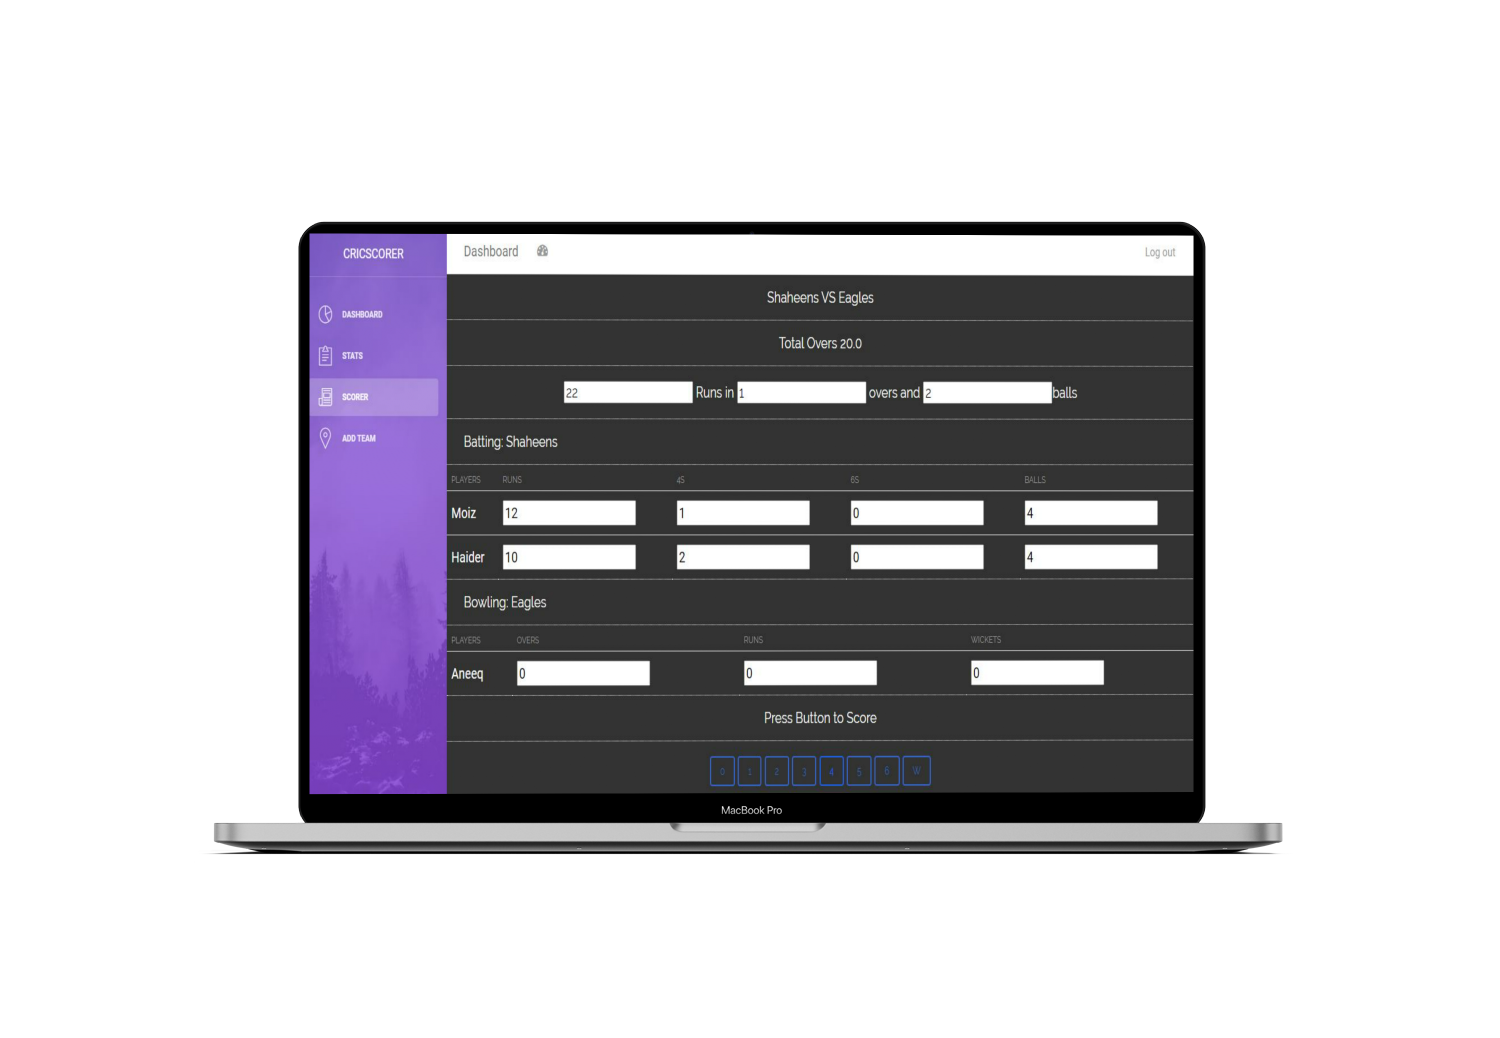 CRICSCORER
Dashboard
Log out
DASHBOARD
STATS
SCORER
ADD TEAM
Shaheens VS Eagles
Total Overs 20.0
22 Runs in 1 overs and 2 balls
Batting: Shaheens
PLAYERS RUNS 4S 6S BALLS
Moiz 12 1 0 4
Haider 10 2 0 4
Bowling: Eagles
PLAYERS OVERS RUNS WICKETS
Aneeq 0 0 0
Press Button to Score
0 1 2 3 4 5 6 W
MacBook Pro